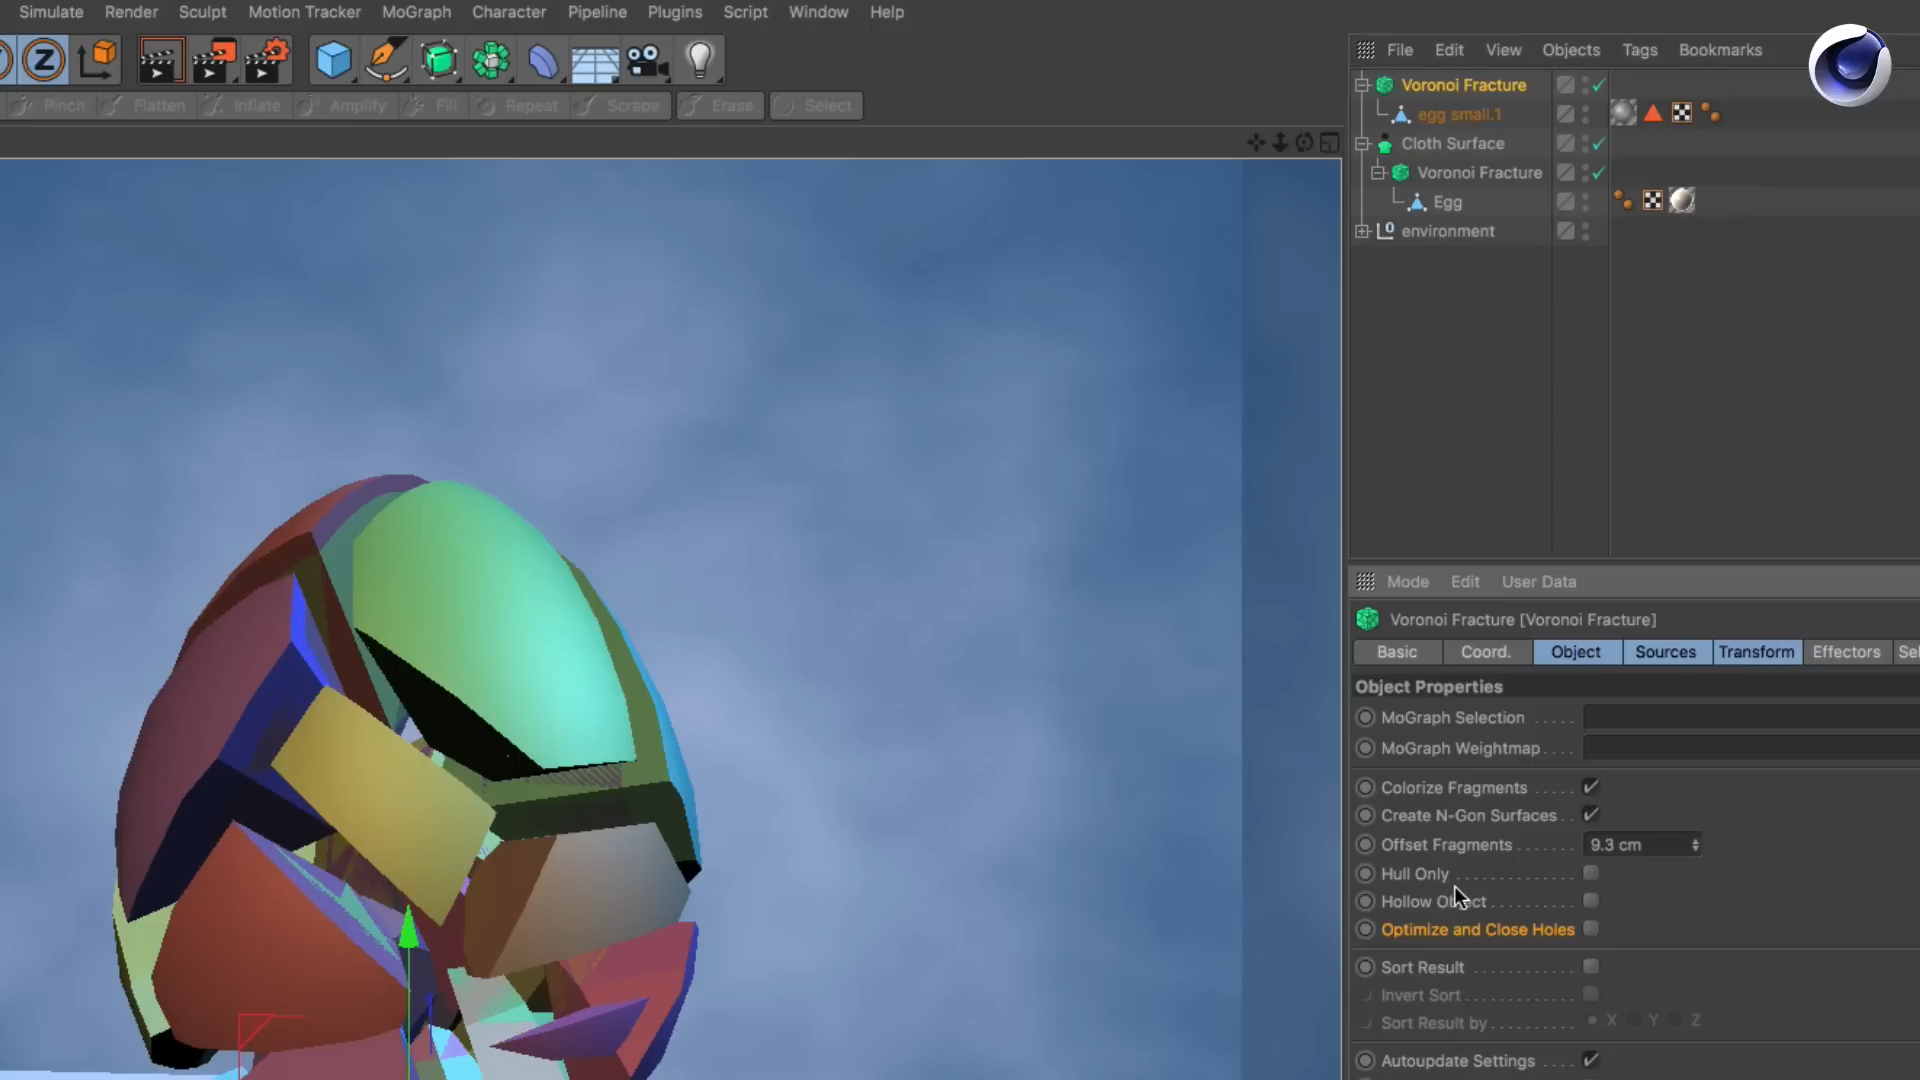 Simulate Render Sculpt Motion Tracker MoGraph Character Pipeline Plugins Script Window Help
Z
Pinch Flatten Inflate Amplify Fill Repeat Scrape Erase Select
File Edit View Objects Tags Bookmarks
Voronoi Fracture
egg small.1
Cloth Surface
Voronoi Fracture
Egg
environment
Mode Edit User Data
Voronoi Fracture [Voronoi Fracture]
Basic Coord. Object Sources Transform Effectors
Object Properties
MoGraph Selection
MoGraph Weightmap
Colorize Fragments
Create N-Gon Surfaces
Offset Fragments 9.3 cm
Hull Only
Hollow Object
Optimize and Close Holes
Sort Result
Invert Sort
Sort Result by X Y Z
Autoupdate Settings